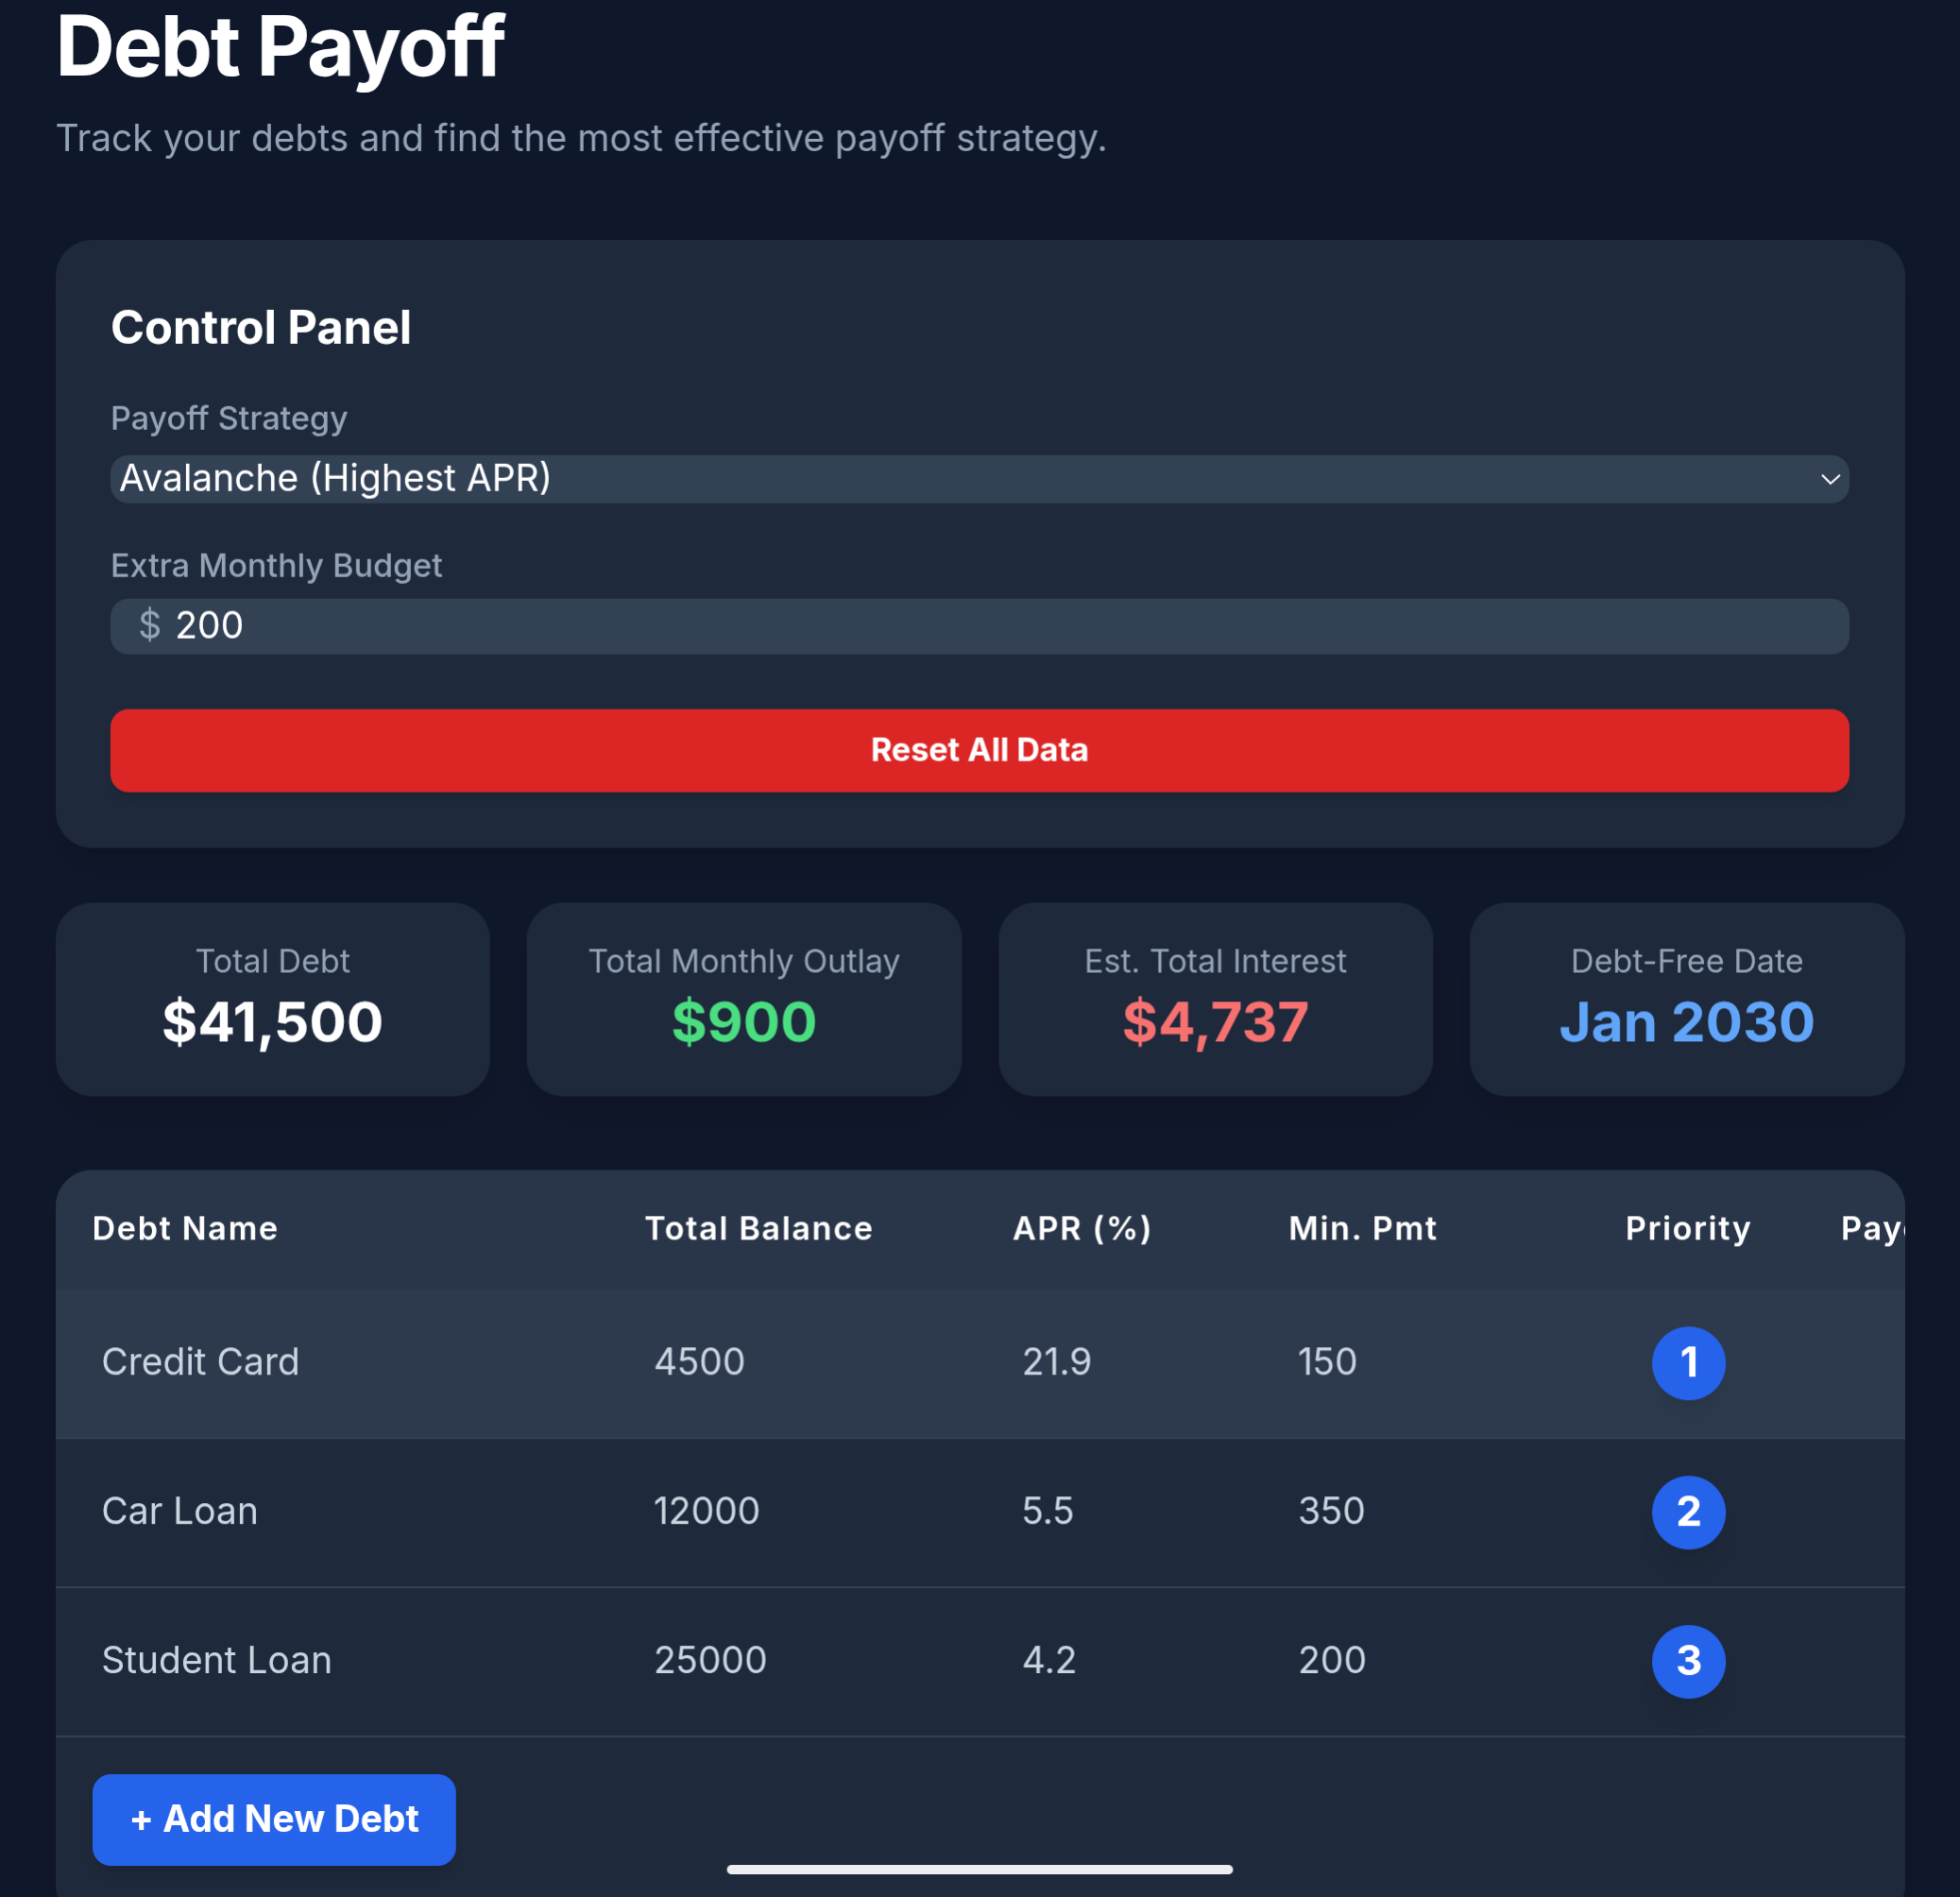 Debt Payoff
Track your debts and find the most effective payoff strategy.
Control Panel
Payoff Strategy
Avalanche (Highest APR)
Extra Monthly Budget
$ 200
Reset All Data
Total Debt
$41,500
Total Monthly Outlay
$900
Est. Total Interest
$4,737
Debt-Free Date
Jan 2030
Debt Name Total Balance APR (%) Min. Pmt Priority
Credit Card 4500 21.9 150 1
Car Loan 12000 5.5 350 2
Student Loan 25000 4.2 200 3
+ Add New Debt